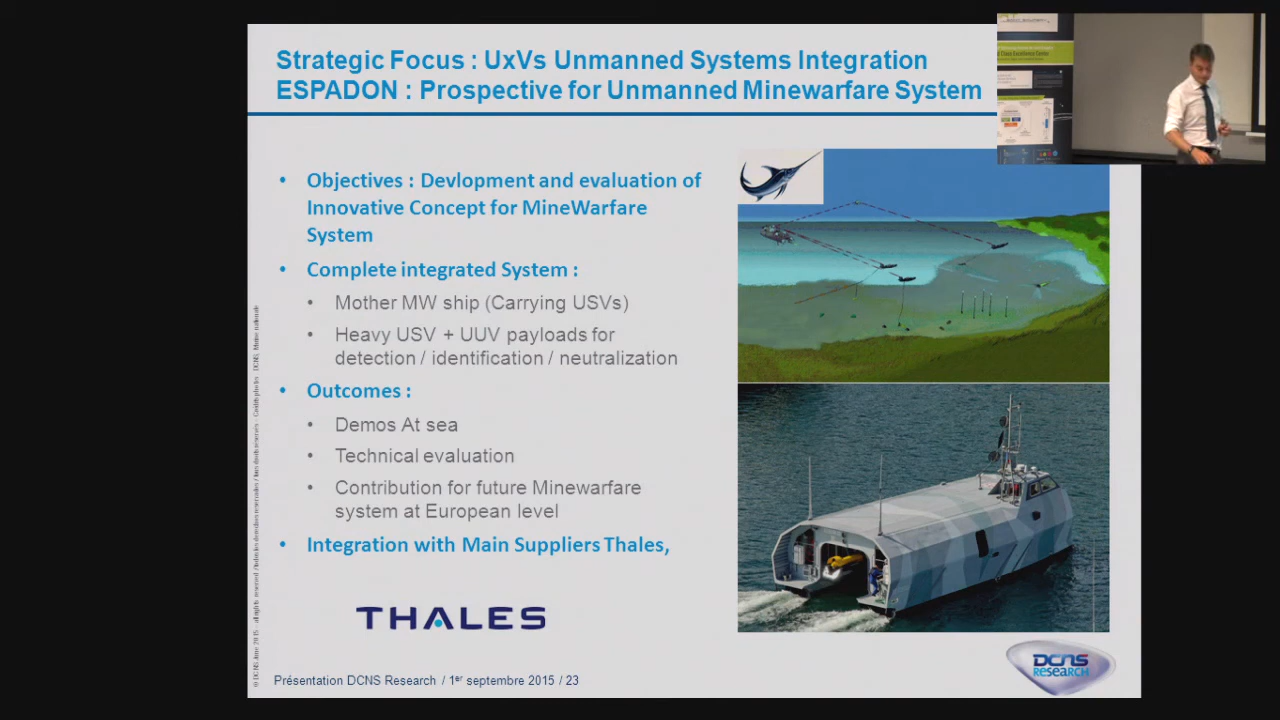 Strategic Focus : UxVs Unmanned Systems Integration
ESPADON : Prospective for Unmanned Minewarfare System
• Objectives : Devlopment and evaluation of
Innovative Concept for MineWarfare
System
• Complete integrated System :
• Mother MW ship (Carrying USVs)
• Heavy USV + UUV payloads for
detection / identification / neutralization
• Outcomes :
• Demos At sea
• Technical evaluation
• Contribution for future Minewarfare
system at European level
• Integration with Main Suppliers Thales,
THALES
DCNS
RESEARCH
Présentation DCNS Research / 1er septembre 2015 / 23